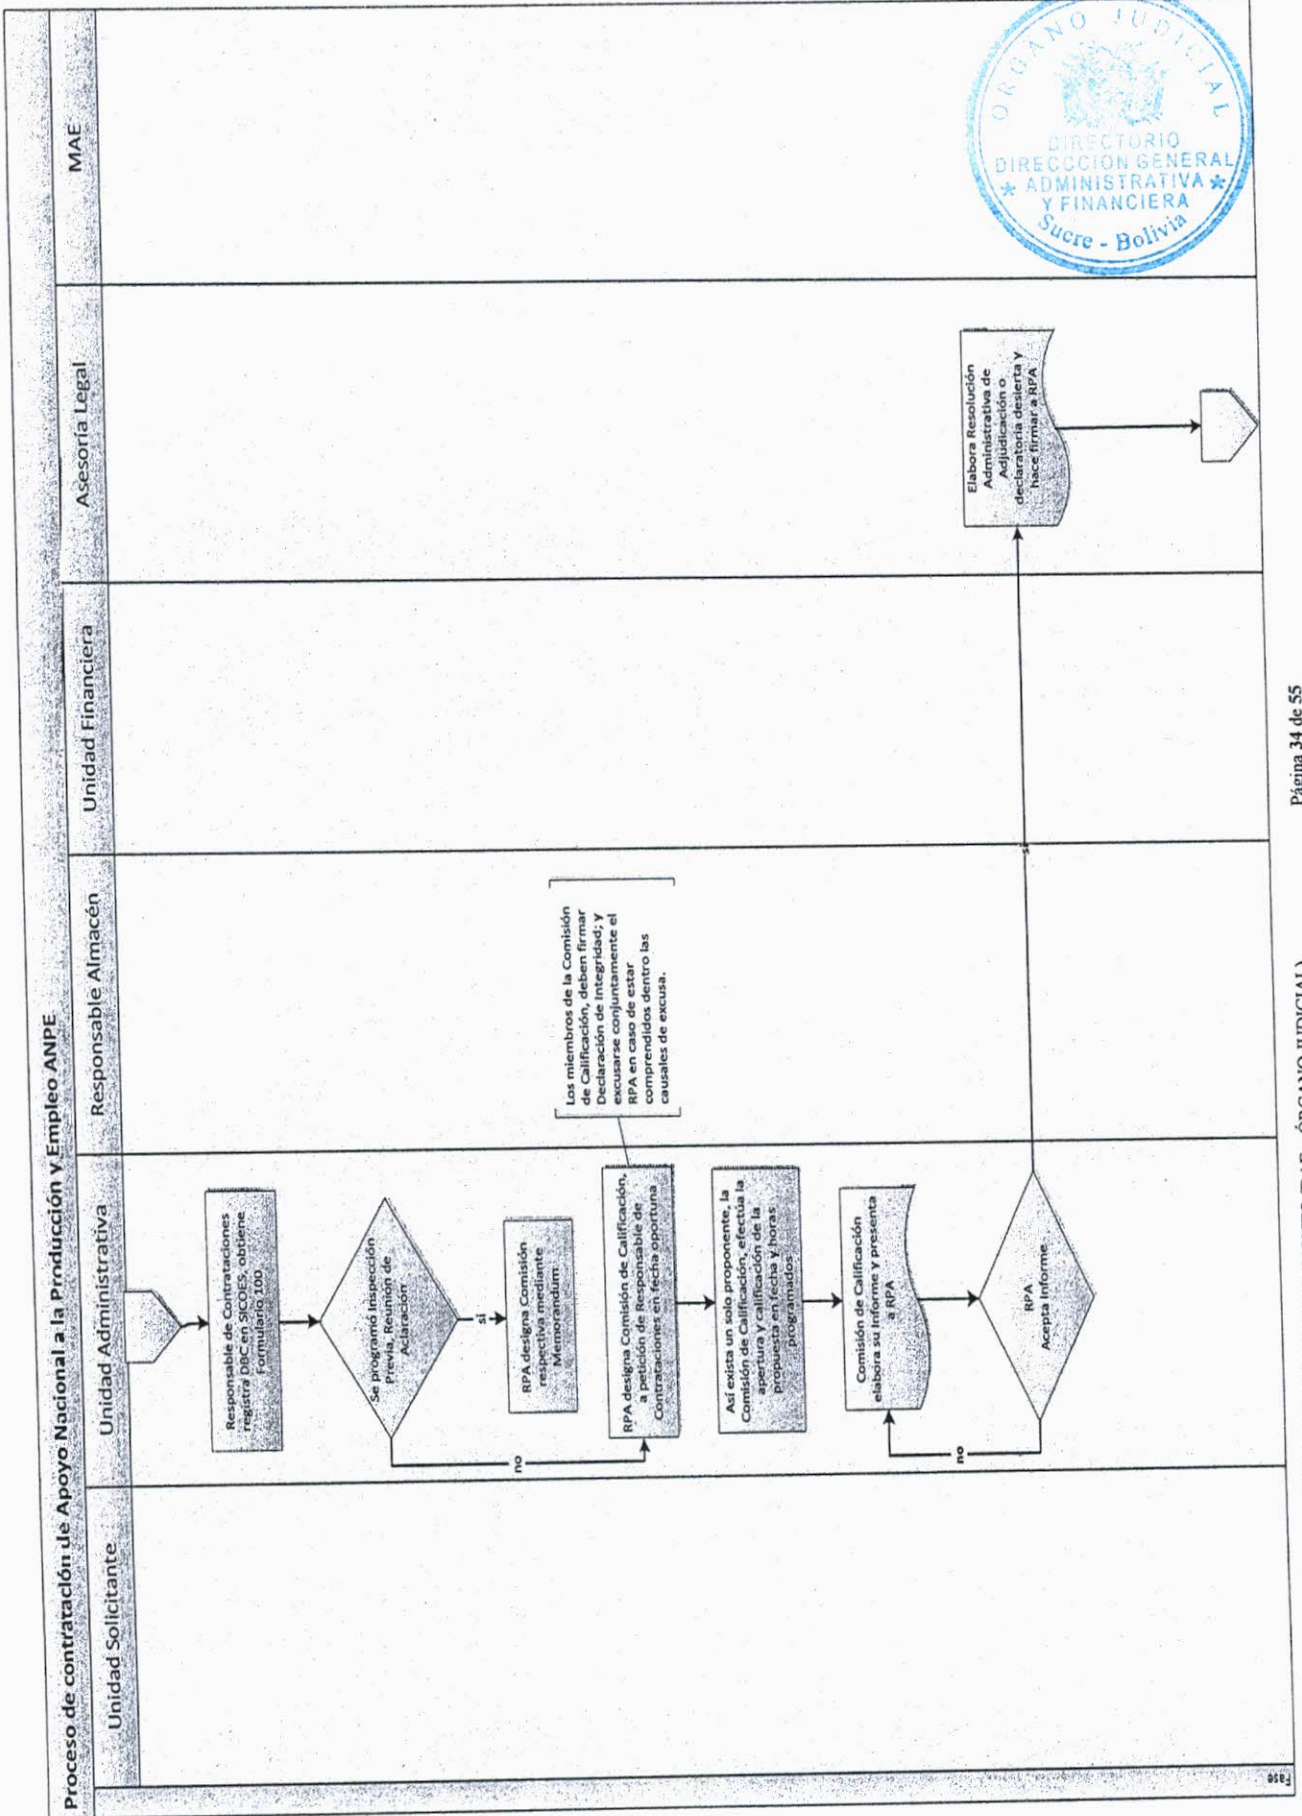 Proceso de contratación de Apoyo Nacional a la Producción y Empleo ANPE
Unidad Solicitante
Unidad Administrativa
Responsable Almacén
Unidad Financiera
Asesoría Legal
MAE
Responsable de Contrataciones
registra DBC en SICOES, obtiene
Formulario 100
Se programó Inspección
Previa, Reunión de
Aclaración
si
no
RPA designa Comisión
respectiva mediante
Memorandum
RPA designa Comisión de Calificación,
a petición de Responsable de
Contrataciones en fecha oportuna
Los miembros de la Comisión
de Calificación, deben firmar
Declaración de Integridad; y
excusarse conjuntamente el
RPA en caso de estar
comprendidos dentro las
causales de excusa.
Así exista un solo proponente, la
Comisión de Calificación, efectúa la
apertura y calificación de la
propuesta en fecha y horas
programados
Comisión de Calificación
elabora su Informe y presenta
a RPA
RPA
Acepta Informe
no
si
Elabora Resolución
Administrativa de
Adjudicación o
declaratoria desierta y
hace firmar a RPA
ORGANO JUDICIAL
DIRECTORIO
DIRECCCION GENERAL
ADMINISTRATIVA
Y FINANCIERA
Sucre - Bolivia
Fase
ÓRGANO JUDICIAL)
Página 34 de 55